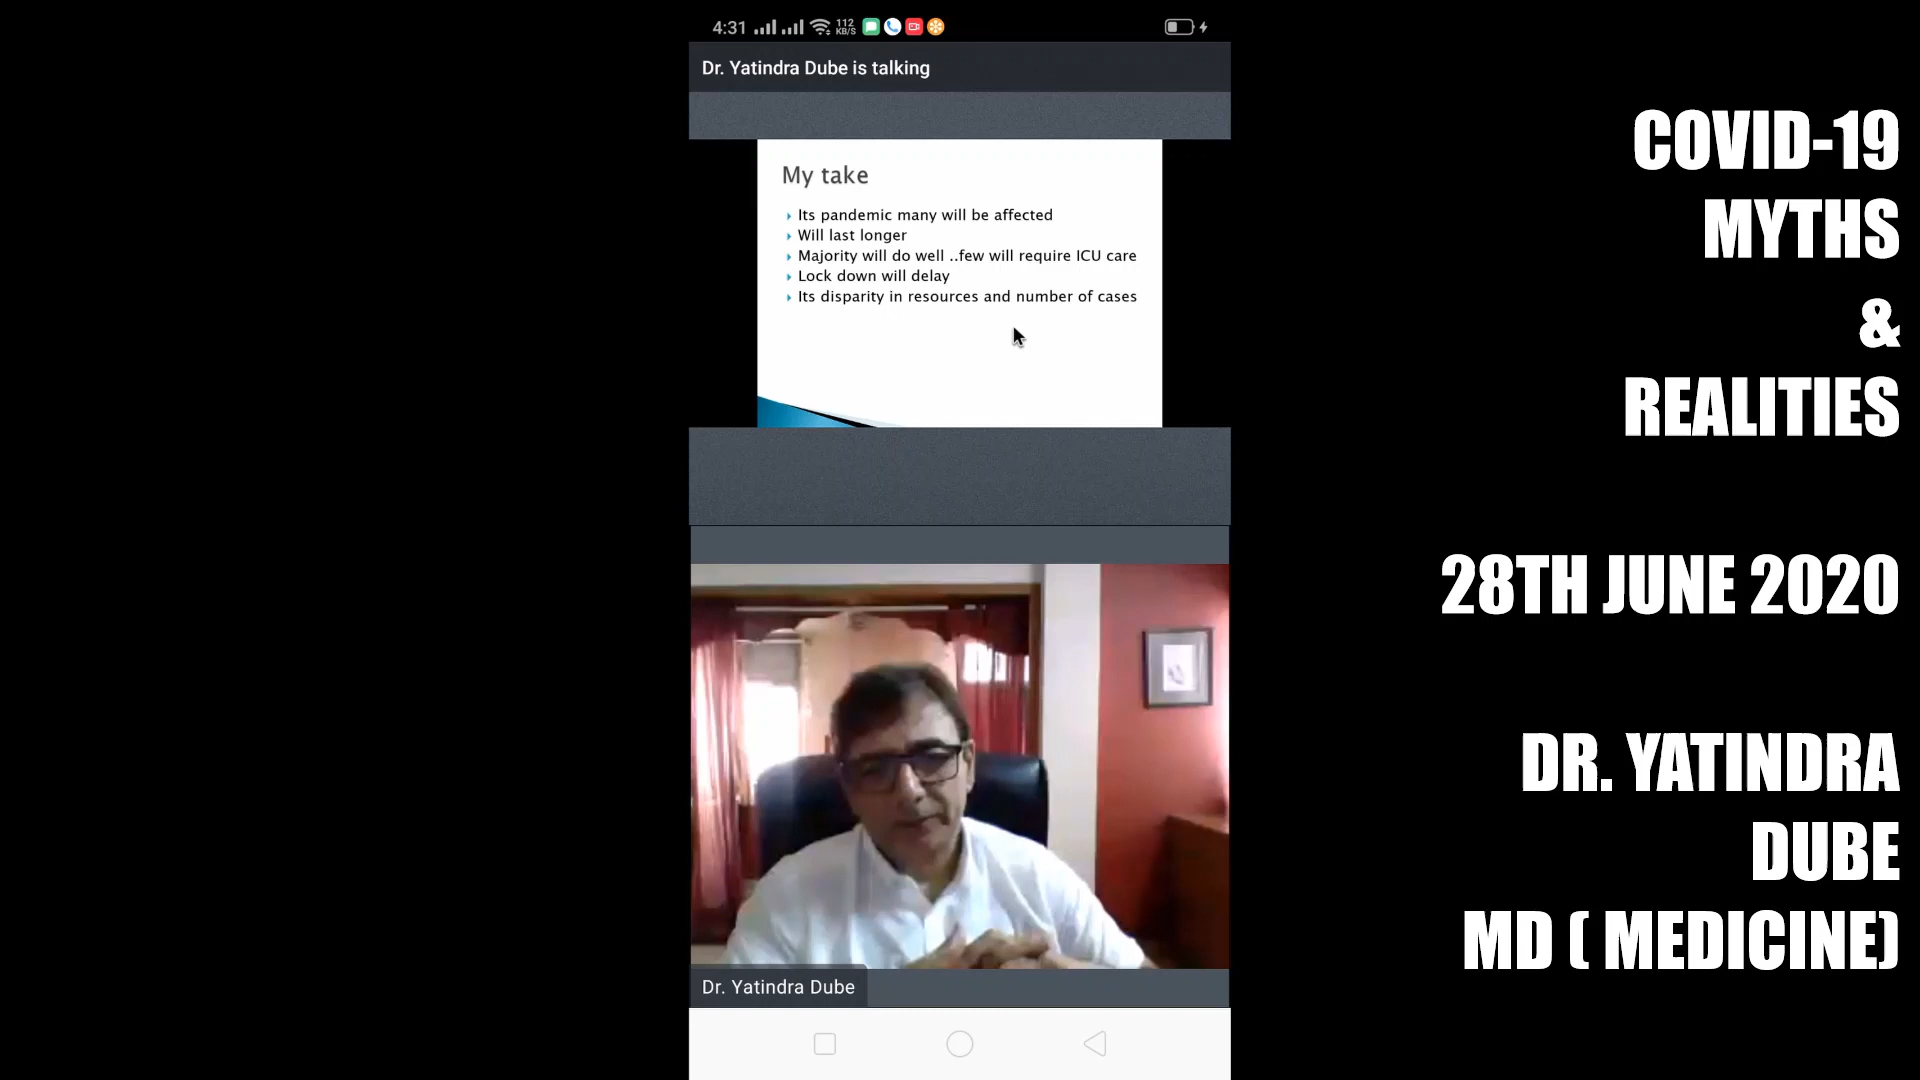 4:31
112
KB/S
Dr. Yatindra Dube is talking
My take
Its pandemic many will be affected
Will last longer
Majority will do well ..few will require ICU care
Lock down will delay
Its disparity in resources and number of cases
Dr. Yatindra Dube
COVID-19
MYTHS
&
REALITIES
28TH JUNE 2020
DR. YATINDRA
DUBE
MD ( MEDICINE)